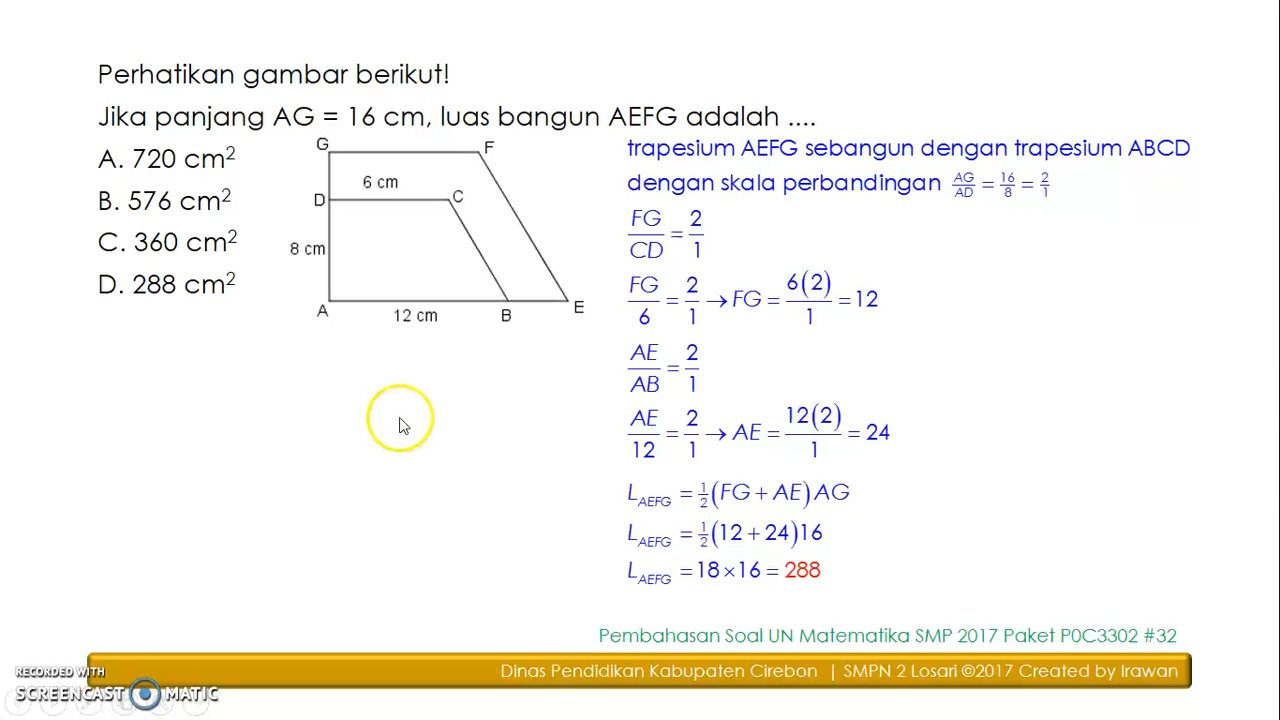 Perhatikan gambar berikut!
Jika panjang AG = 16 cm, luas bangun AEFG adalah ....
A. 720 cm²
B. 576 cm²
C. 360 cm²
D. 288 cm²
G
F
6 cm
D
C
8 cm
A
12 cm
B
E
trapesium AEFG sebangun dengan trapesium ABCD
dengan skala perbandingan AG/AD = 16/8 = 2/1
FG/CD = 2/1
FG/6 = 2/1 → FG = 6(2)/1 = 12
AE/AB = 2/1
AE/12 = 2/1 → AE = 12(2)/1 = 24
L_AEFG = ½(FG + AE)AG
L_AEFG = ½(12 + 24)16
L_AEFG = 18 × 16 = 288
Pembahasan Soal UN Matematika SMP 2017 Paket P0C3302 #32
Dinas Pendidikan Kabupaten Cirebon | SMPN 2 Losari ©2017 Created by Irawan
RECORDED WITH
SCREENCAST MATIC